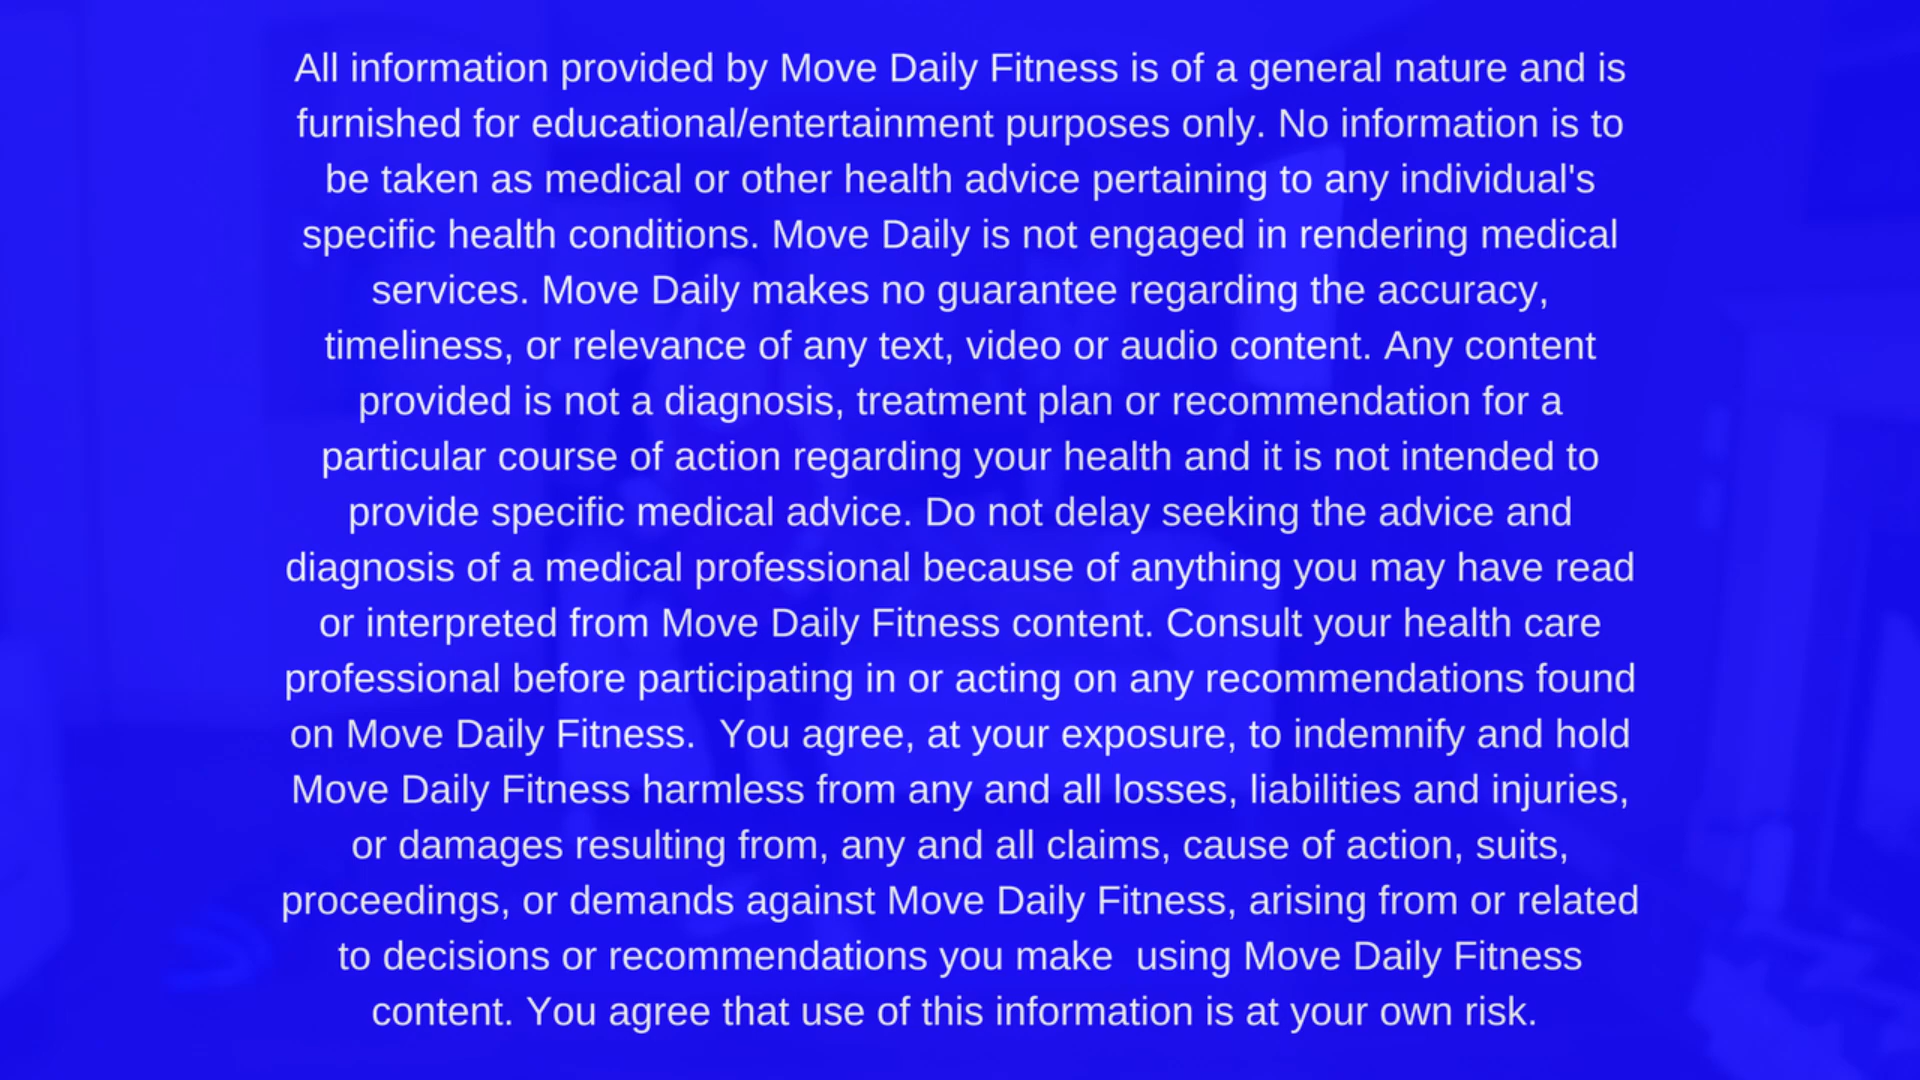 All information provided by Move Daily Fitness is of a general nature and is
furnished for educational/entertainment purposes only. No information is to
be taken as medical or other health advice pertaining to any individual's
specific health conditions. Move Daily is not engaged in rendering medical
services. Move Daily makes no guarantee regarding the accuracy,
timeliness, or relevance of any text, video or audio content. Any content
provided is not a diagnosis, treatment plan or recommendation for a
particular course of action regarding your health and it is not intended to
provide specific medical advice. Do not delay seeking the advice and
diagnosis of a medical professional because of anything you may have read
or interpreted from Move Daily Fitness content. Consult your health care
professional before participating in or acting on any recommendations found
on Move Daily Fitness.  You agree, at your exposure, to indemnify and hold
Move Daily Fitness harmless from any and all losses, liabilities and injuries,
or damages resulting from, any and all claims, cause of action, suits,
proceedings, or demands against Move Daily Fitness, arising from or related
to decisions or recommendations you make  using Move Daily Fitness
content. You agree that use of this information is at your own risk.